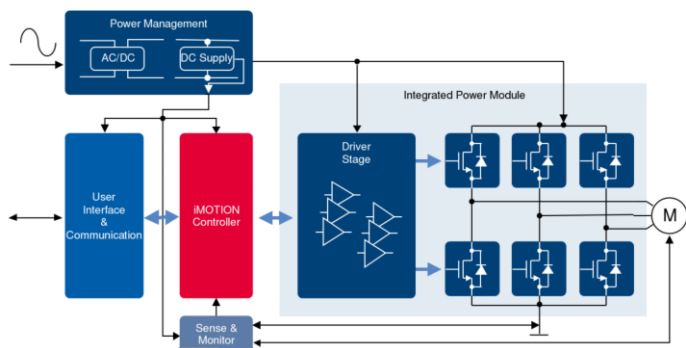 Power Management
AC/DC
DC Supply
Integrated Power Module
Driver
Stage
User
Interface
&
Communication
iMOTION
Controller
M
Sense &
Monitor